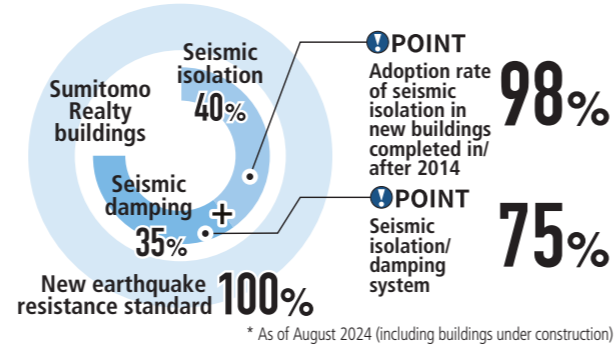 Seismic
isolation
40%
Sumitomo
Realty
buildings
Seismic
damping
35%
+
New earthquake
resistance standard 100%
! POINT
Adoption rate
of seismic
isolation in
new buildings
completed in/
after 2014
98%
! POINT
Seismic
isolation/
damping
system
75%
* As of August 2024 (including buildings under construction)